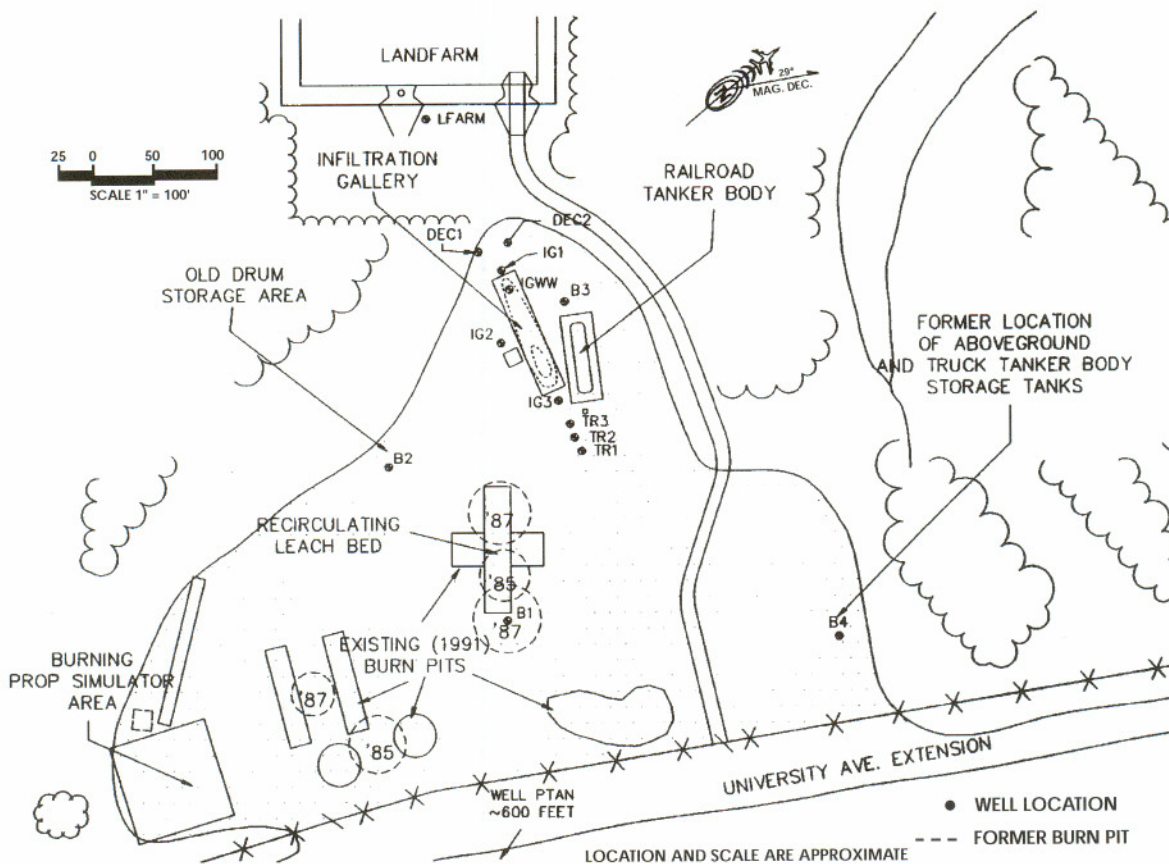 LANDFARM
29°
MAG. DEC.
LFARM
25 0 50 100
SCALE 1" = 100'
INFILTRATION
GALLERY
RAILROAD
TANKER BODY
DEC1
DEC2
IG1
IGWW
B3
OLD DRUM
STORAGE AREA
IG2
FORMER LOCATION
OF ABOVEGROUND
AND TRUCK TANKER BODY
STORAGE TANKS
IG3
TR3
TR2
TR1
B2
'87
RECIRCULATING
LEACH BED
'85
B1
'87
B4
EXISTING (1991)
BURN PITS
BURNING
PROP SIMULATOR
AREA
'87
'85
UNIVERSITY AVE. EXTENSION
WELL PTAN
~600 FEET
WELL LOCATION
FORMER BURN PIT
LOCATION AND SCALE ARE APPROXIMATE